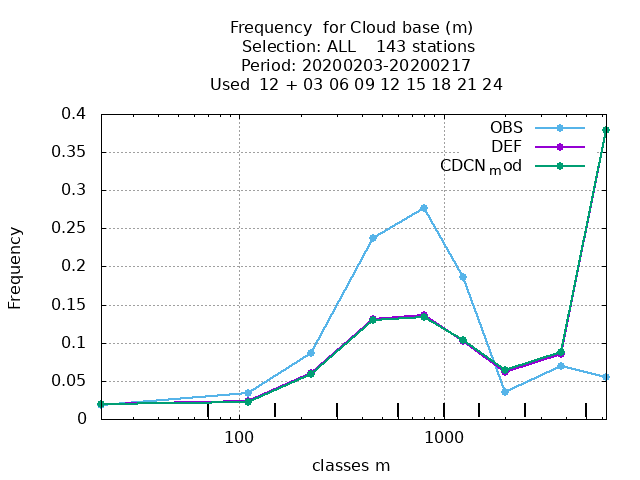 Frequency  for Cloud base (m)
Selection: ALL    143 stations
Period: 20200203-20200217
Used  12 + 03 06 09 12 15 18 21 24
OBS
DEF
CDCN_mod
0.4
0.35
0.3
0.25
0.2
0.15
0.1
0.05
0
Frequency
100
1000
classes m